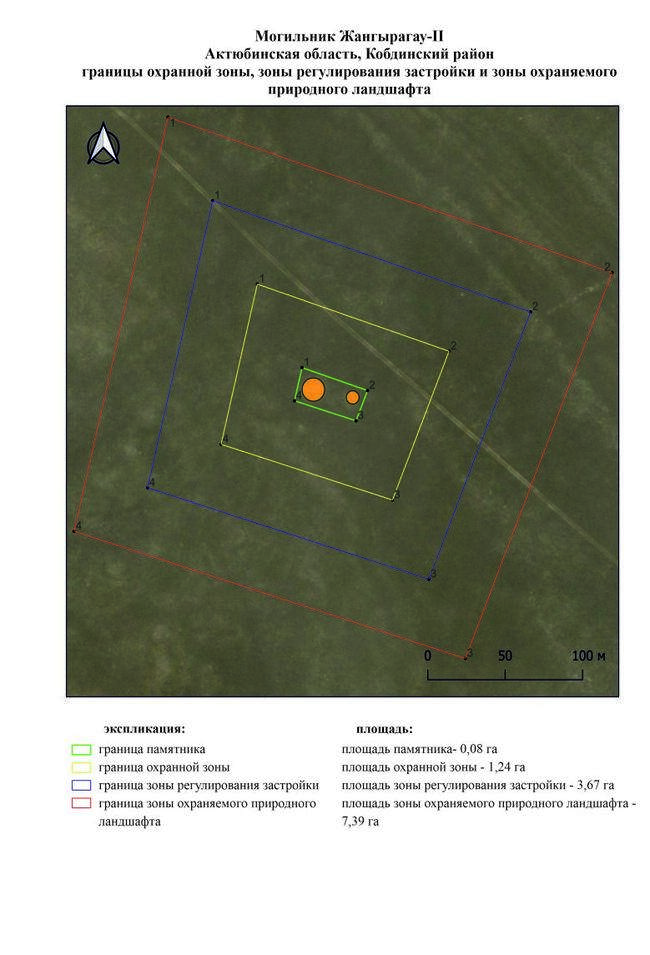 Могильник Жангырагау-II
Актюбинская область, Кобдинский район
границы охранной зоны, зоны регулирования застройки и зоны охраняемого
природного ландшафта
1
2
1
2
1
2
1
2
4
3
4
3
4
3
4
3
0 50 100 м
экспликация: площадь:
граница памятника площадь памятника- 0,08 га
граница охранной зоны площадь охранной зоны - 1,24 га
граница зоны регулирования застройки площадь зоны регулирования застройки - 3,67 га
граница зоны охраняемого природного площадь зоны охраняемого природного ландшафта -
ландшафта 7,39 га